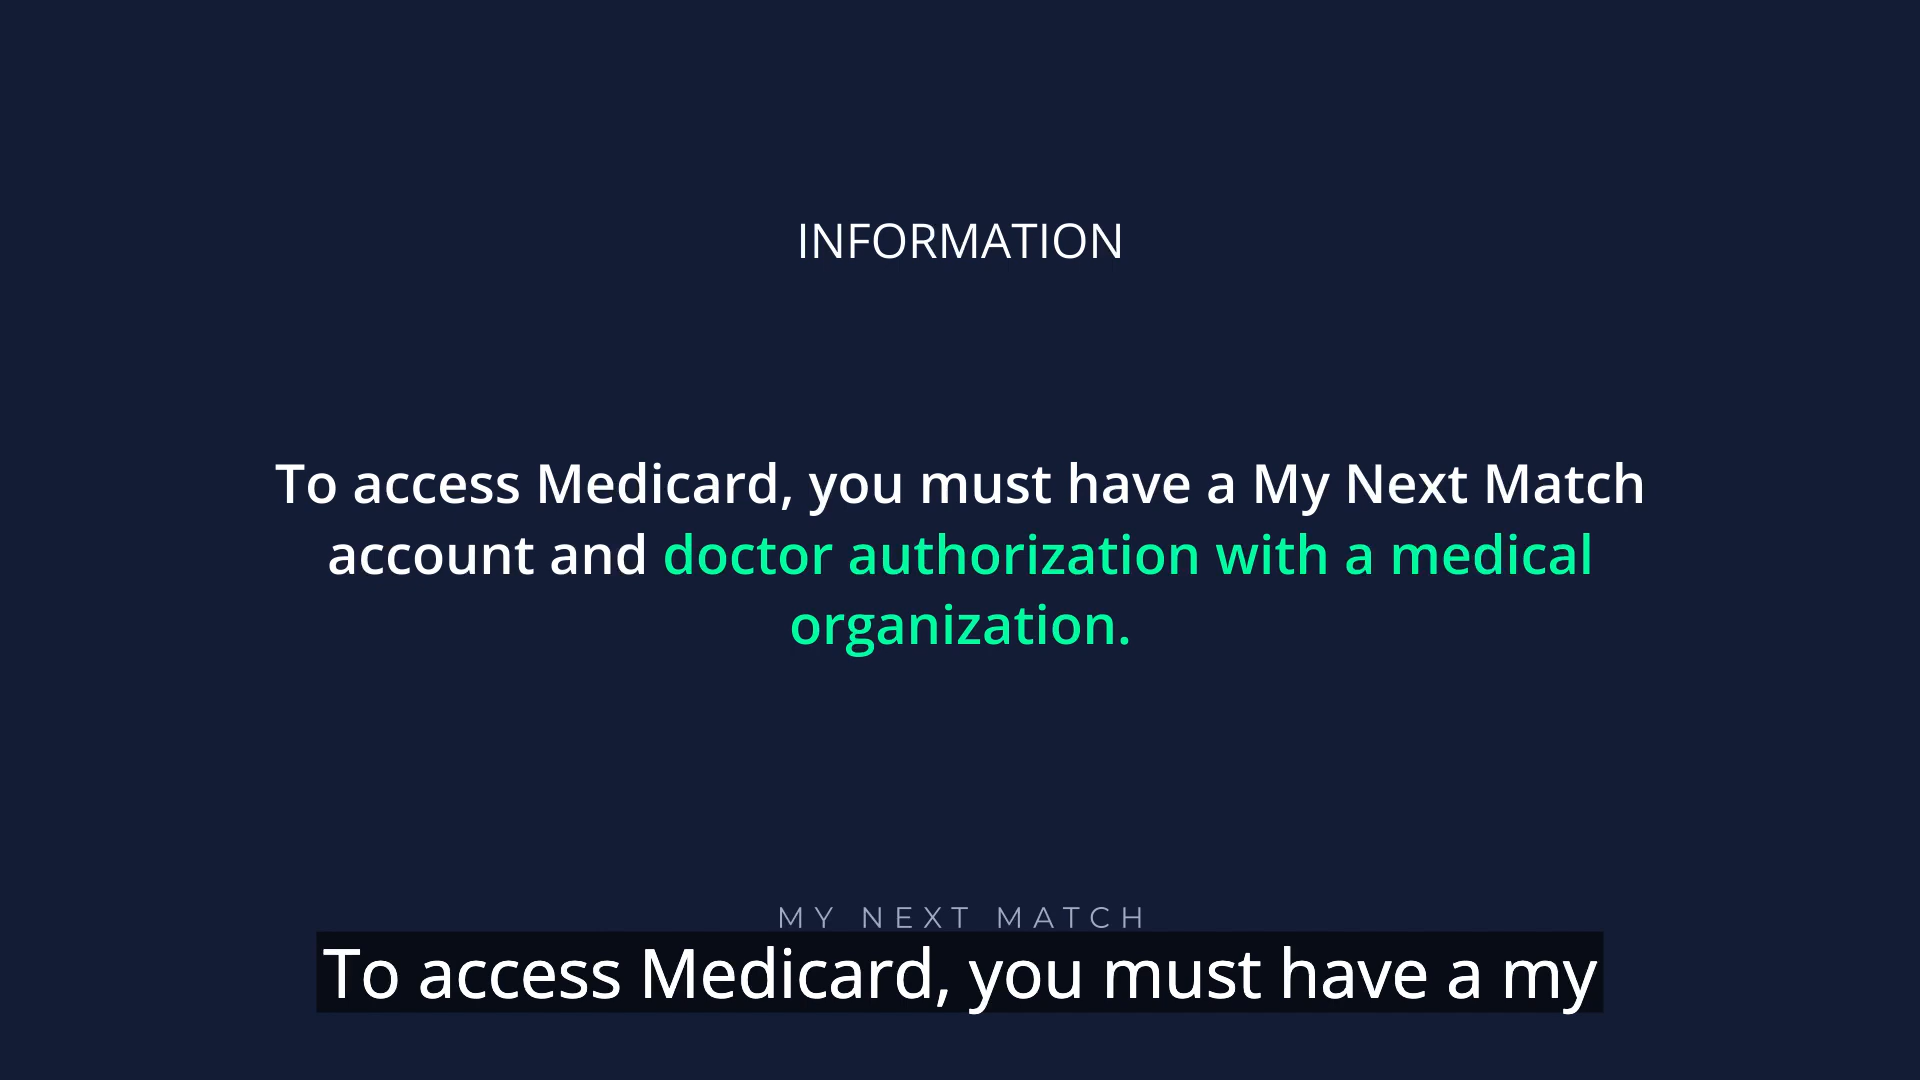 INFORMATION
To access Medicard, you must have a My Next Match
account and doctor authorization with a medical
organization.
MY NEXT MATCH
To access Medicard, you must have a my